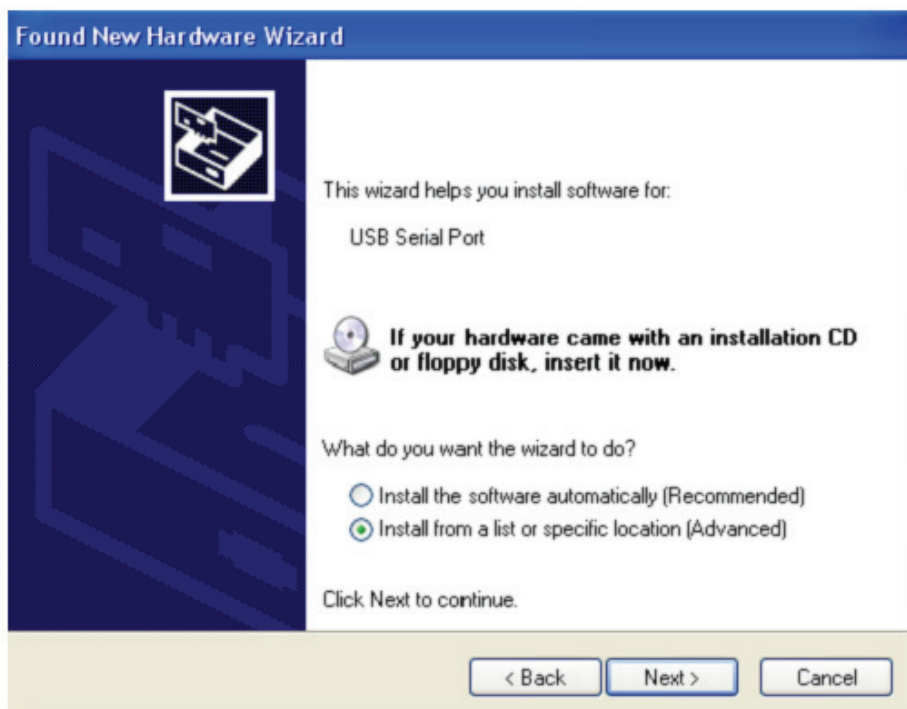 Found New Hardware Wizard
This wizard helps you install software for:
USB Serial Port
If your hardware came with an installation CD
or floppy disk, insert it now.
What do you want the wizard to do?
Install the software automatically (Recommended)
Install from a list or specific location (Advanced)
Click Next to continue.
< Back Next > Cancel